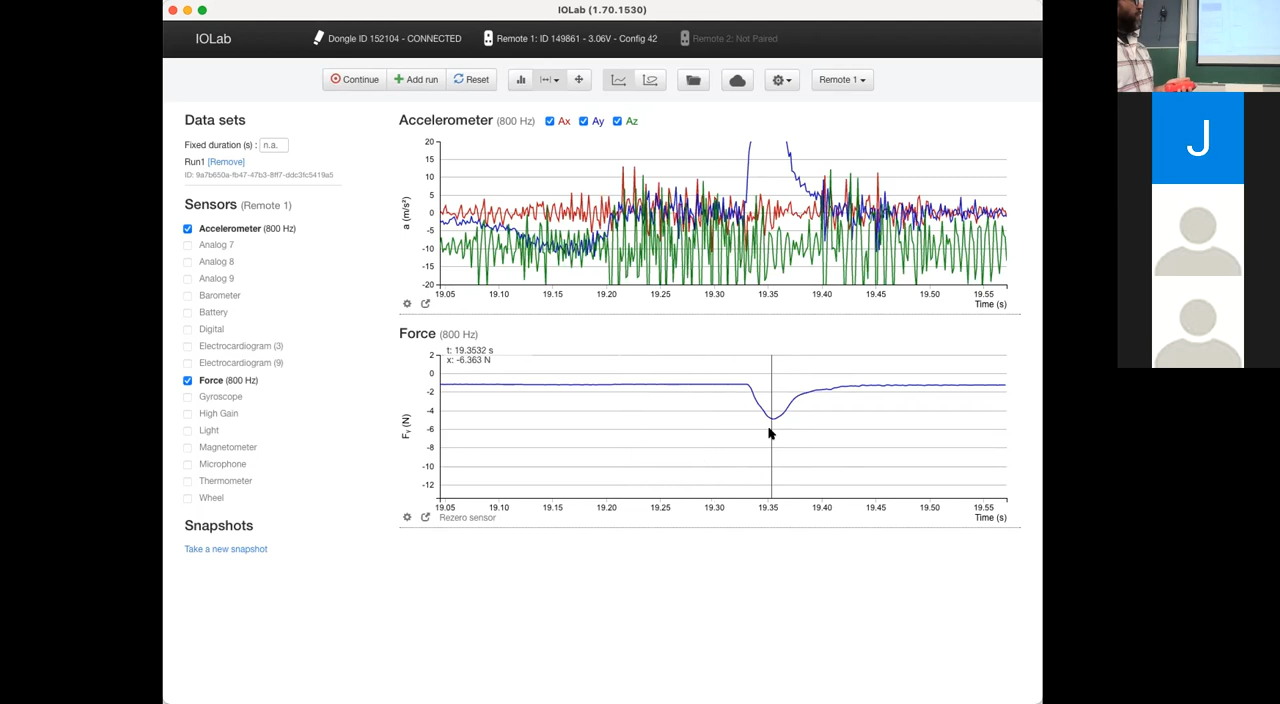 IOLab (1.70.1530)
IOLab Dongle ID 152104 - CONNECTED Remote 1: ID 149861 - 3.06V - Config 42 Remote 2: Not Paired
Continue Add run Reset Remote 1
Data sets
Fixed duration (s) : n.a.
Run1 [Remove]
ID: 9a7b650a-fb47-47b3-8ff7-ddc3fc5419a5
Sensors (Remote 1)
Accelerometer (800 Hz)
Analog 7
Analog 8
Analog 9
Barometer
Battery
Digital
Electrocardiogram (3)
Electrocardiogram (9)
Force (800 Hz)
Gyroscope
High Gain
Light
Magnetometer
Microphone
Thermometer
Wheel
Snapshots
Take a new snapshot
Accelerometer (800 Hz) Ax Ay Az
20
15
10
5
0
-5
-10
-15
-20
a (m/s²)
19.05 19.10 19.15 19.20 19.25 19.30 19.35 19.40 19.45 19.50 19.55
Time (s)
Force (800 Hz)
t: 19.3532 s
x: -6.363 N
2
0
-2
-4
-6
-8
-10
-12
Fy (N)
19.05 19.10 19.15 19.20 19.25 19.30 19.35 19.40 19.45 19.50 19.55
Rezero sensor Time (s)
J